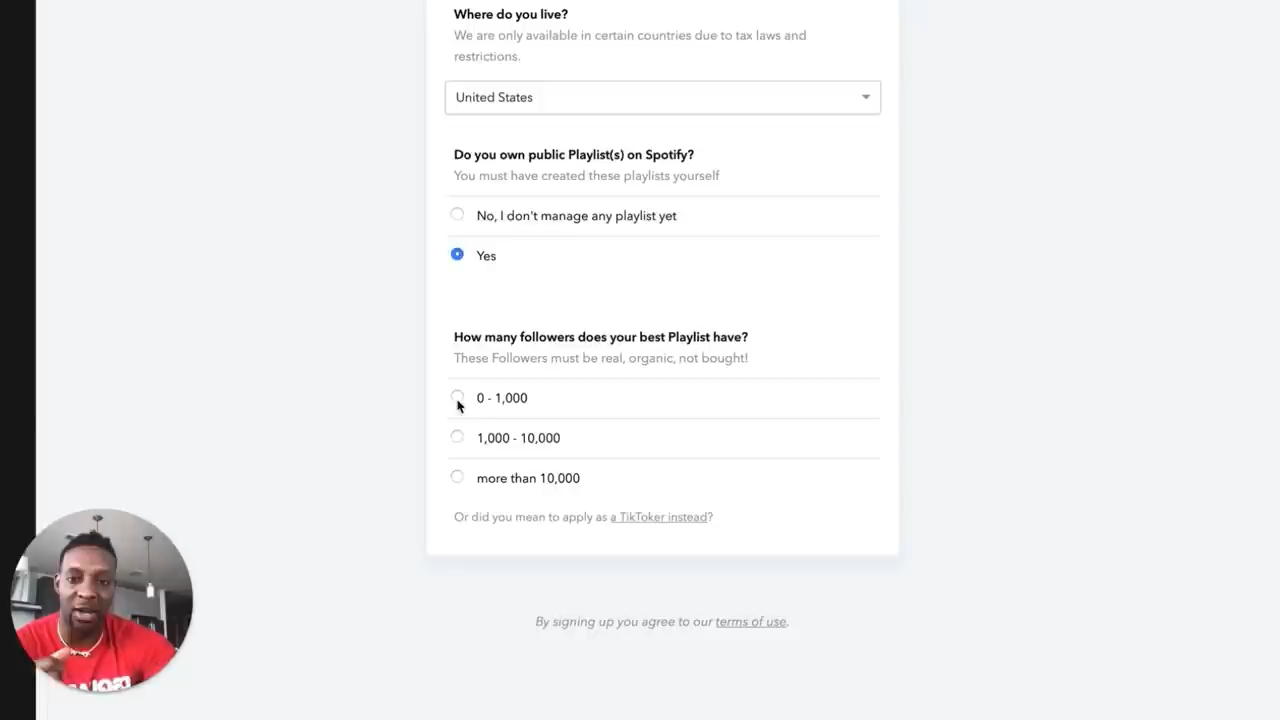 Where do you live?
We are only available in certain countries due to tax laws and
restrictions.
United States
Do you own public Playlist(s) on Spotify?
You must have created these playlists yourself
No, I don't manage any playlist yet
Yes
How many followers does your best Playlist have?
These Followers must be real, organic, not bought!
0 - 1,000
1,000 - 10,000
more than 10,000
Or did you mean to apply as a TikToker instead?
By signing up you agree to our terms of use.